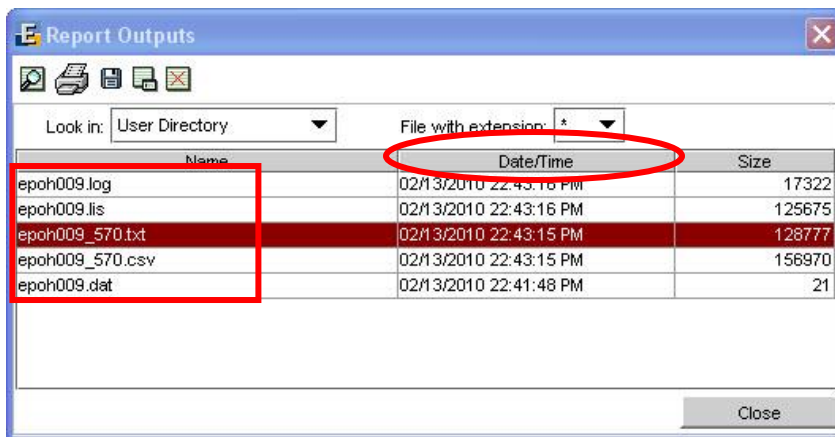 Report Outputs
Look in: User Directory File with extension: *
Name Date/Time Size
epoh009.log 02/13/2010 22:43:16 PM 17322
epoh009.lis 02/13/2010 22:43:16 PM 125675
epoh009_570.txt 02/13/2010 22:43:15 PM 128777
epoh009_570.csv 02/13/2010 22:43:15 PM 156970
epoh009.dat 02/13/2010 22:41:48 PM 21
Close